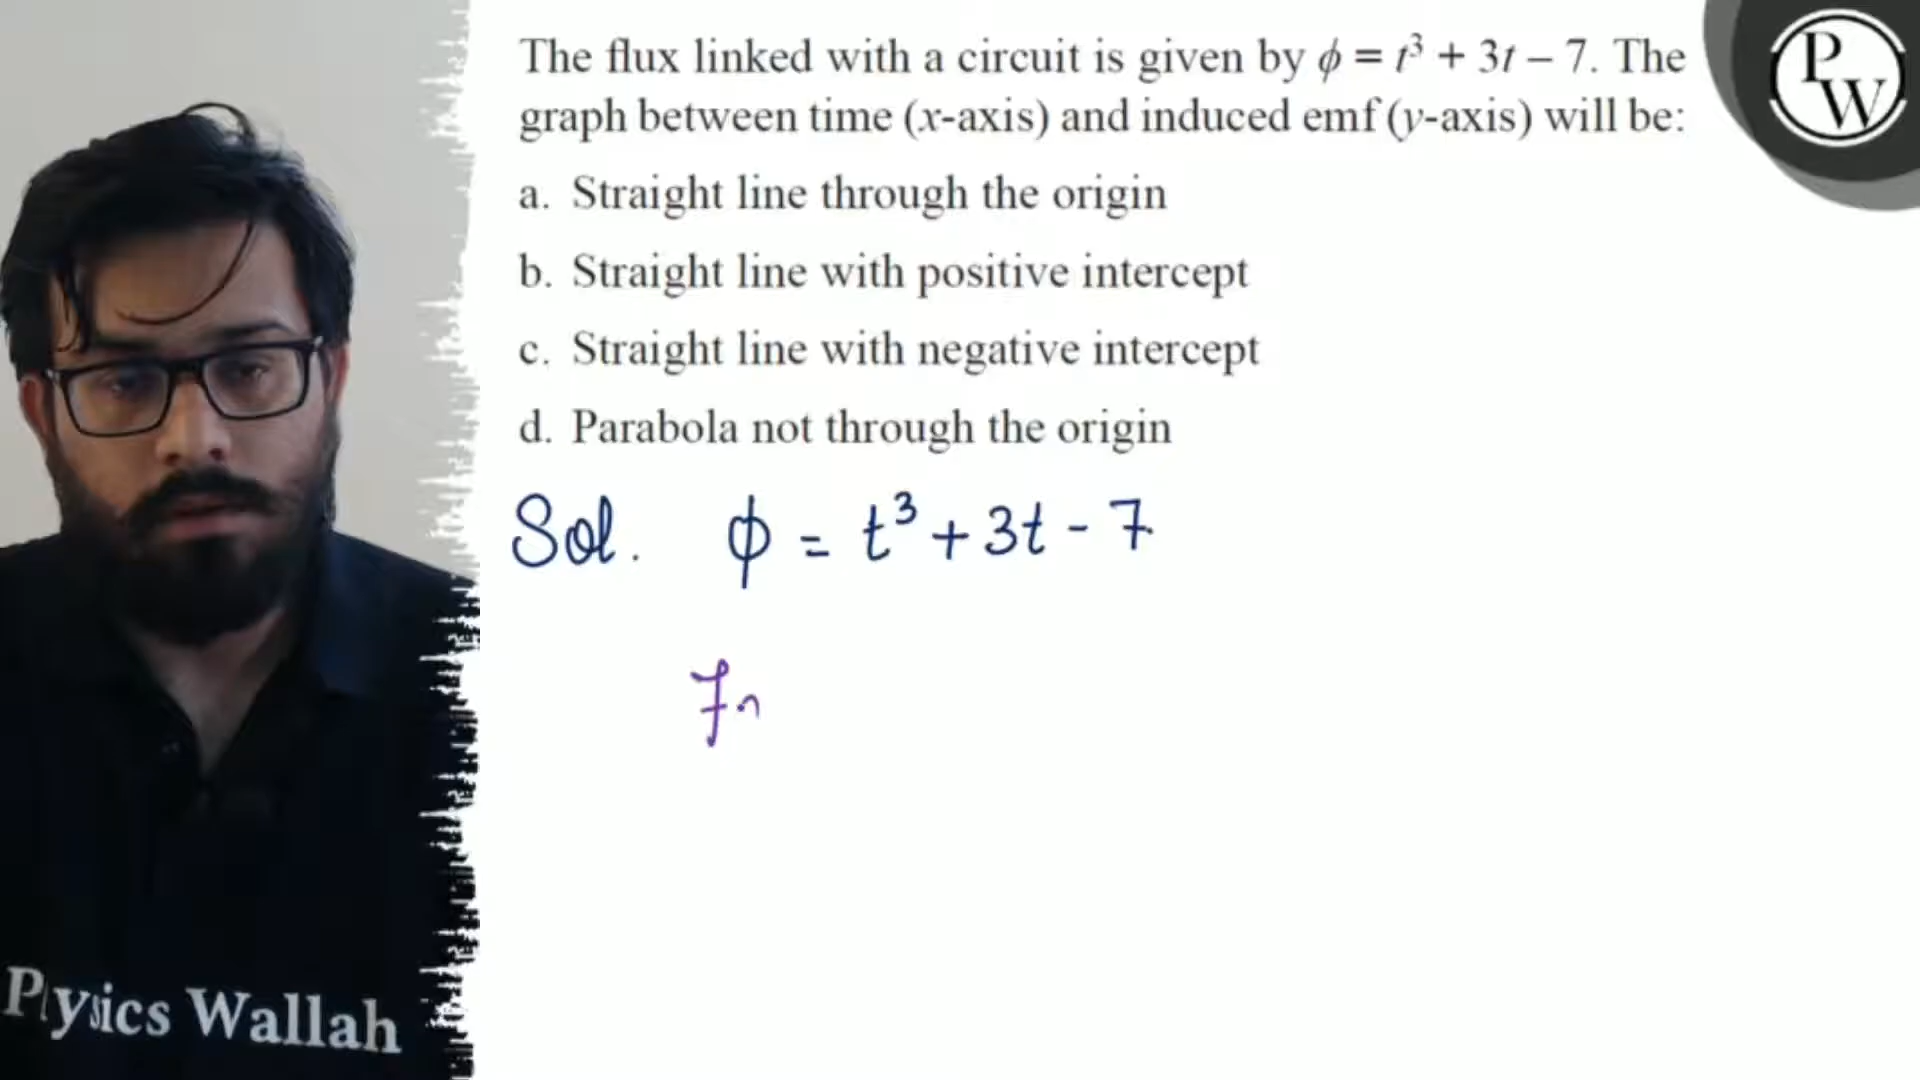 The flux linked with a circuit is given by ϕ = t³ + 3t – 7. The
graph between time (x-axis) and induced emf (y-axis) will be:
a. Straight line through the origin
b. Straight line with positive intercept
c. Straight line with negative intercept
d. Parabola not through the origin
Sol. ϕ = t³ + 3t - 7
PW
Physics Wallah